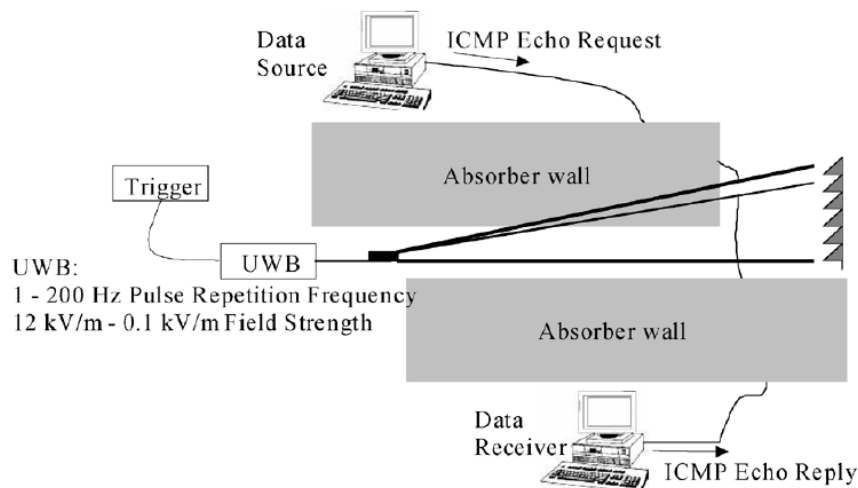 Data
Source
ICMP Echo Request
Absorber wall
Trigger
UWB
UWB:
1 - 200 Hz Pulse Repetition Frequency
12 kV/m - 0.1 kV/m Field Strength
Absorber wall
Data
Receiver
ICMP Echo Reply